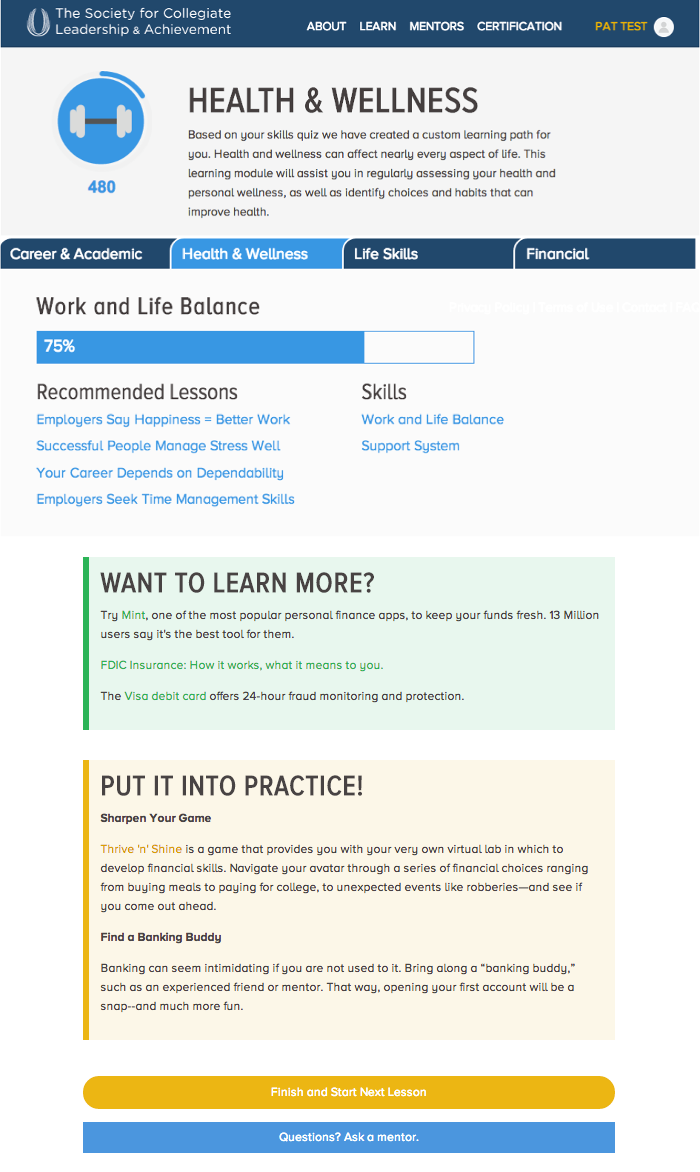 The Society for Collegiate
Leadership & Achievement
ABOUT LEARN MENTORS CERTIFICATION PAT TEST
HEALTH & WELLNESS
Based on your skills quiz we have created a custom learning path for
you. Health and wellness can affect nearly every aspect of life. This
learning module will assist you in regularly assessing your health and
personal wellness, as well as identify choices and habits that can
improve health.
480
Career & Academic Health & Wellness Life Skills Financial
Privacy Policy | Terms of Use | Contact | FAQ
Work and Life Balance
75%
Recommended Lessons
Employers Say Happiness = Better Work
Successful People Manage Stress Well
Your Career Depends on Dependability
Employers Seek Time Management Skills
Skills
Work and Life Balance
Support System
WANT TO LEARN MORE?
Try Mint, one of the most popular personal finance apps, to keep your funds fresh. 13 Million
users say it's the best tool for them.
FDIC Insurance: How it works, what it means to you.
The Visa debit card offers 24-hour fraud monitoring and protection.
PUT IT INTO PRACTICE!
Sharpen Your Game
Thrive 'n' Shine is a game that provides you with your very own virtual lab in which to
develop financial skills. Navigate your avatar through a series of financial choices ranging
from buying meals to paying for college, to unexpected events like robberies—and see if
you come out ahead.
Find a Banking Buddy
Banking can seem intimidating if you are not used to it. Bring along a “banking buddy,”
such as an experienced friend or mentor. That way, opening your first account will be a
snap--and much more fun.
Finish and Start Next Lesson
Questions? Ask a mentor.